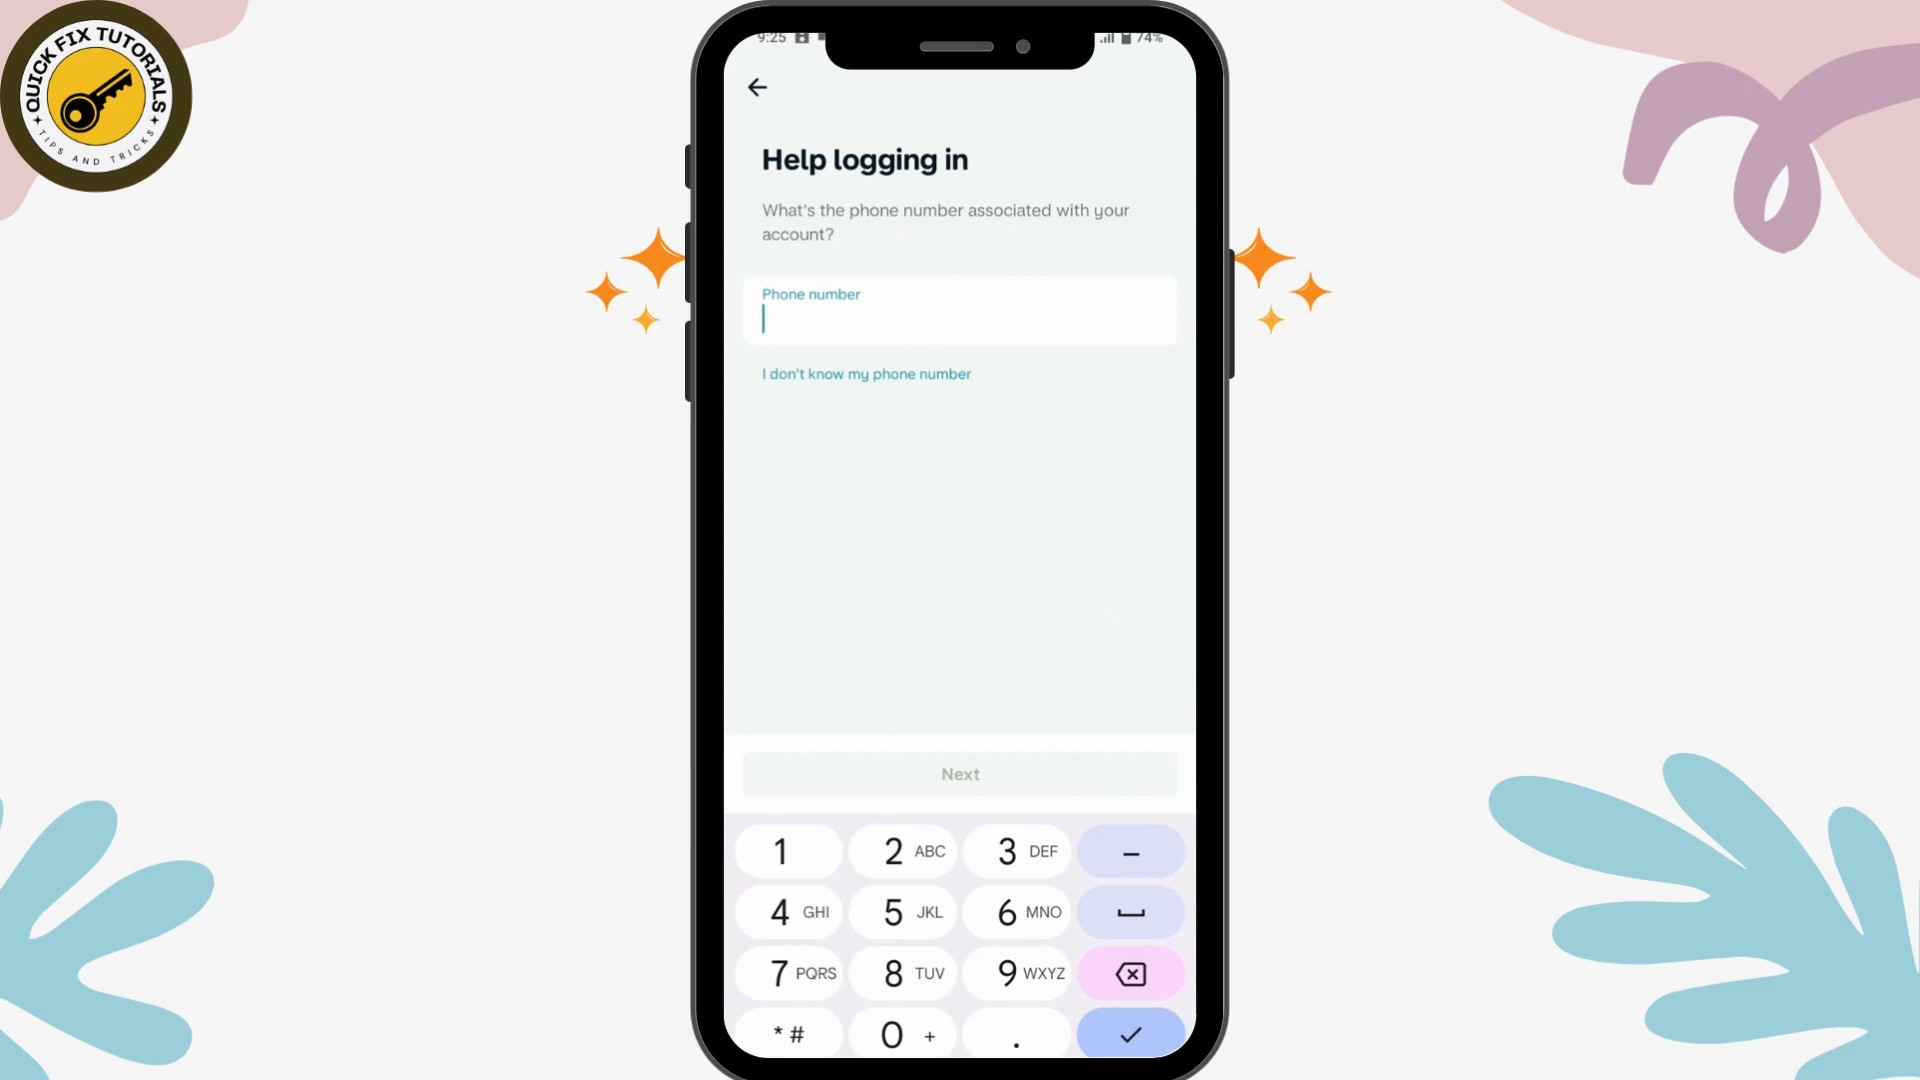 QUICK FIX TUTORIALS
TIPS AND TRICKS
9:25
74%
Help logging in
What's the phone number associated with your
account?
Phone number
I don't know my phone number
Next
1
2 ABC
3 DEF
–
4 GHI
5 JKL
6 MNO
7 PQRS
8 TUV
9 WXYZ
* #
0 +
.